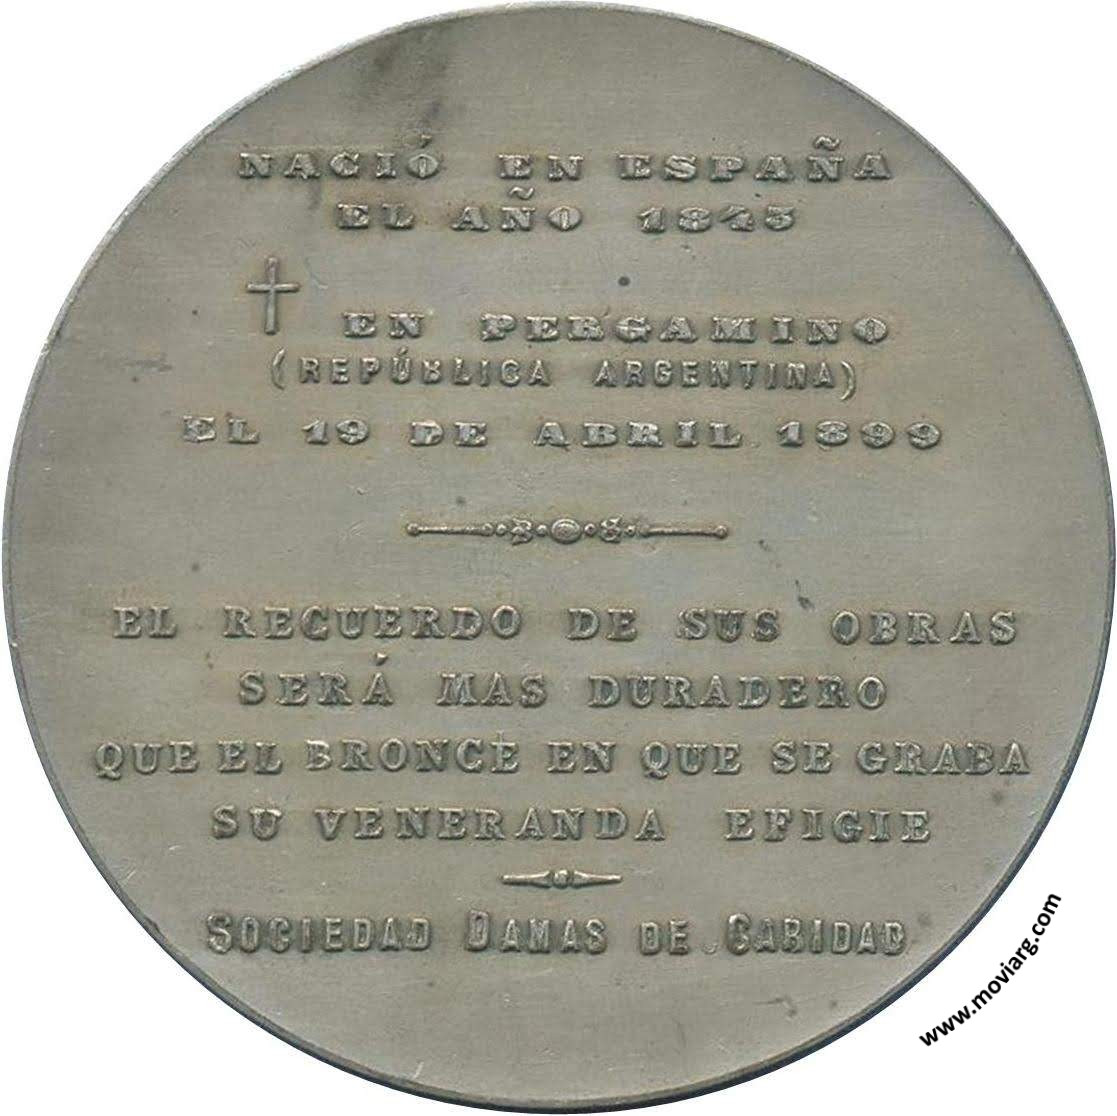 NACIÓ EN ESPAÑA
EL AÑO 1845
† EN PERGAMINO
(REPÚBLICA ARGENTINA)
EL 19 DE ABRIL 1899
EL RECUERDO DE SUS OBRAS
SERÁ MAS DURADERO
QUE EL BRONCE EN QUE SE GRABA
SU VENERANDA EFIGIE
SOCIEDAD DAMAS DE CARIDAD
www.moviarg.com